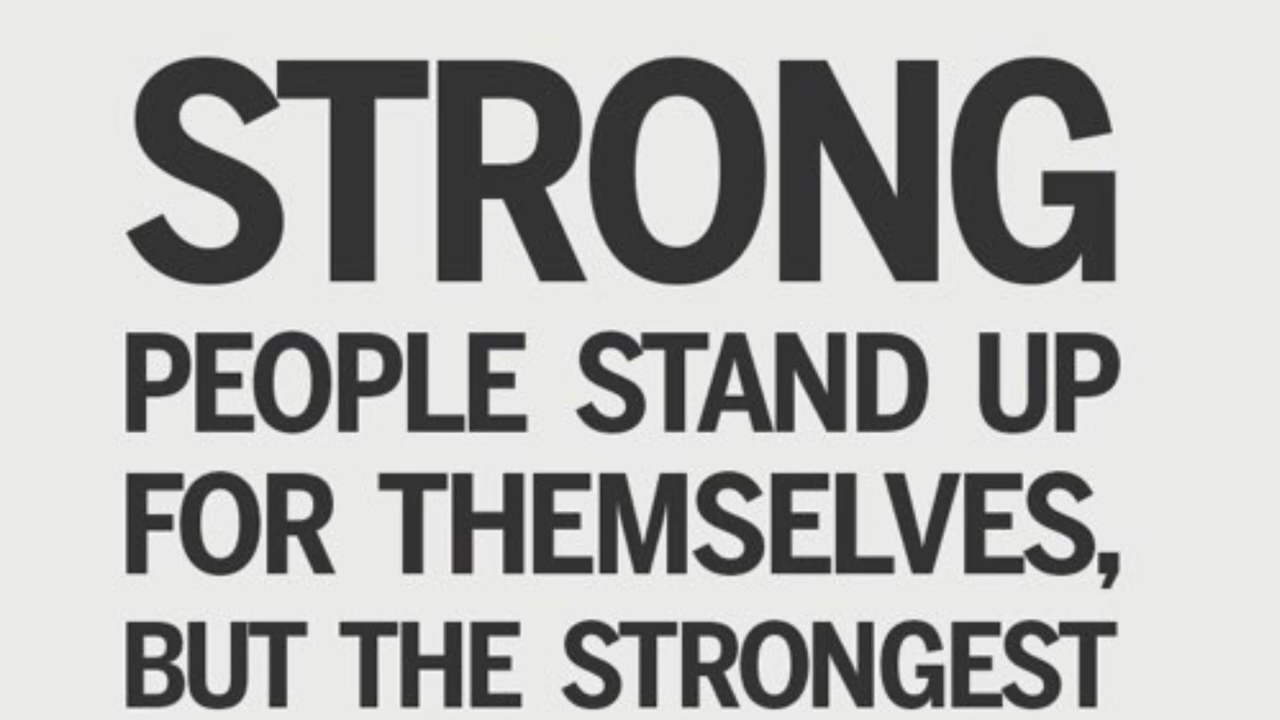 STRONG
PEOPLE STAND UP
FOR THEMSELVES,
BUT THE STRONGEST